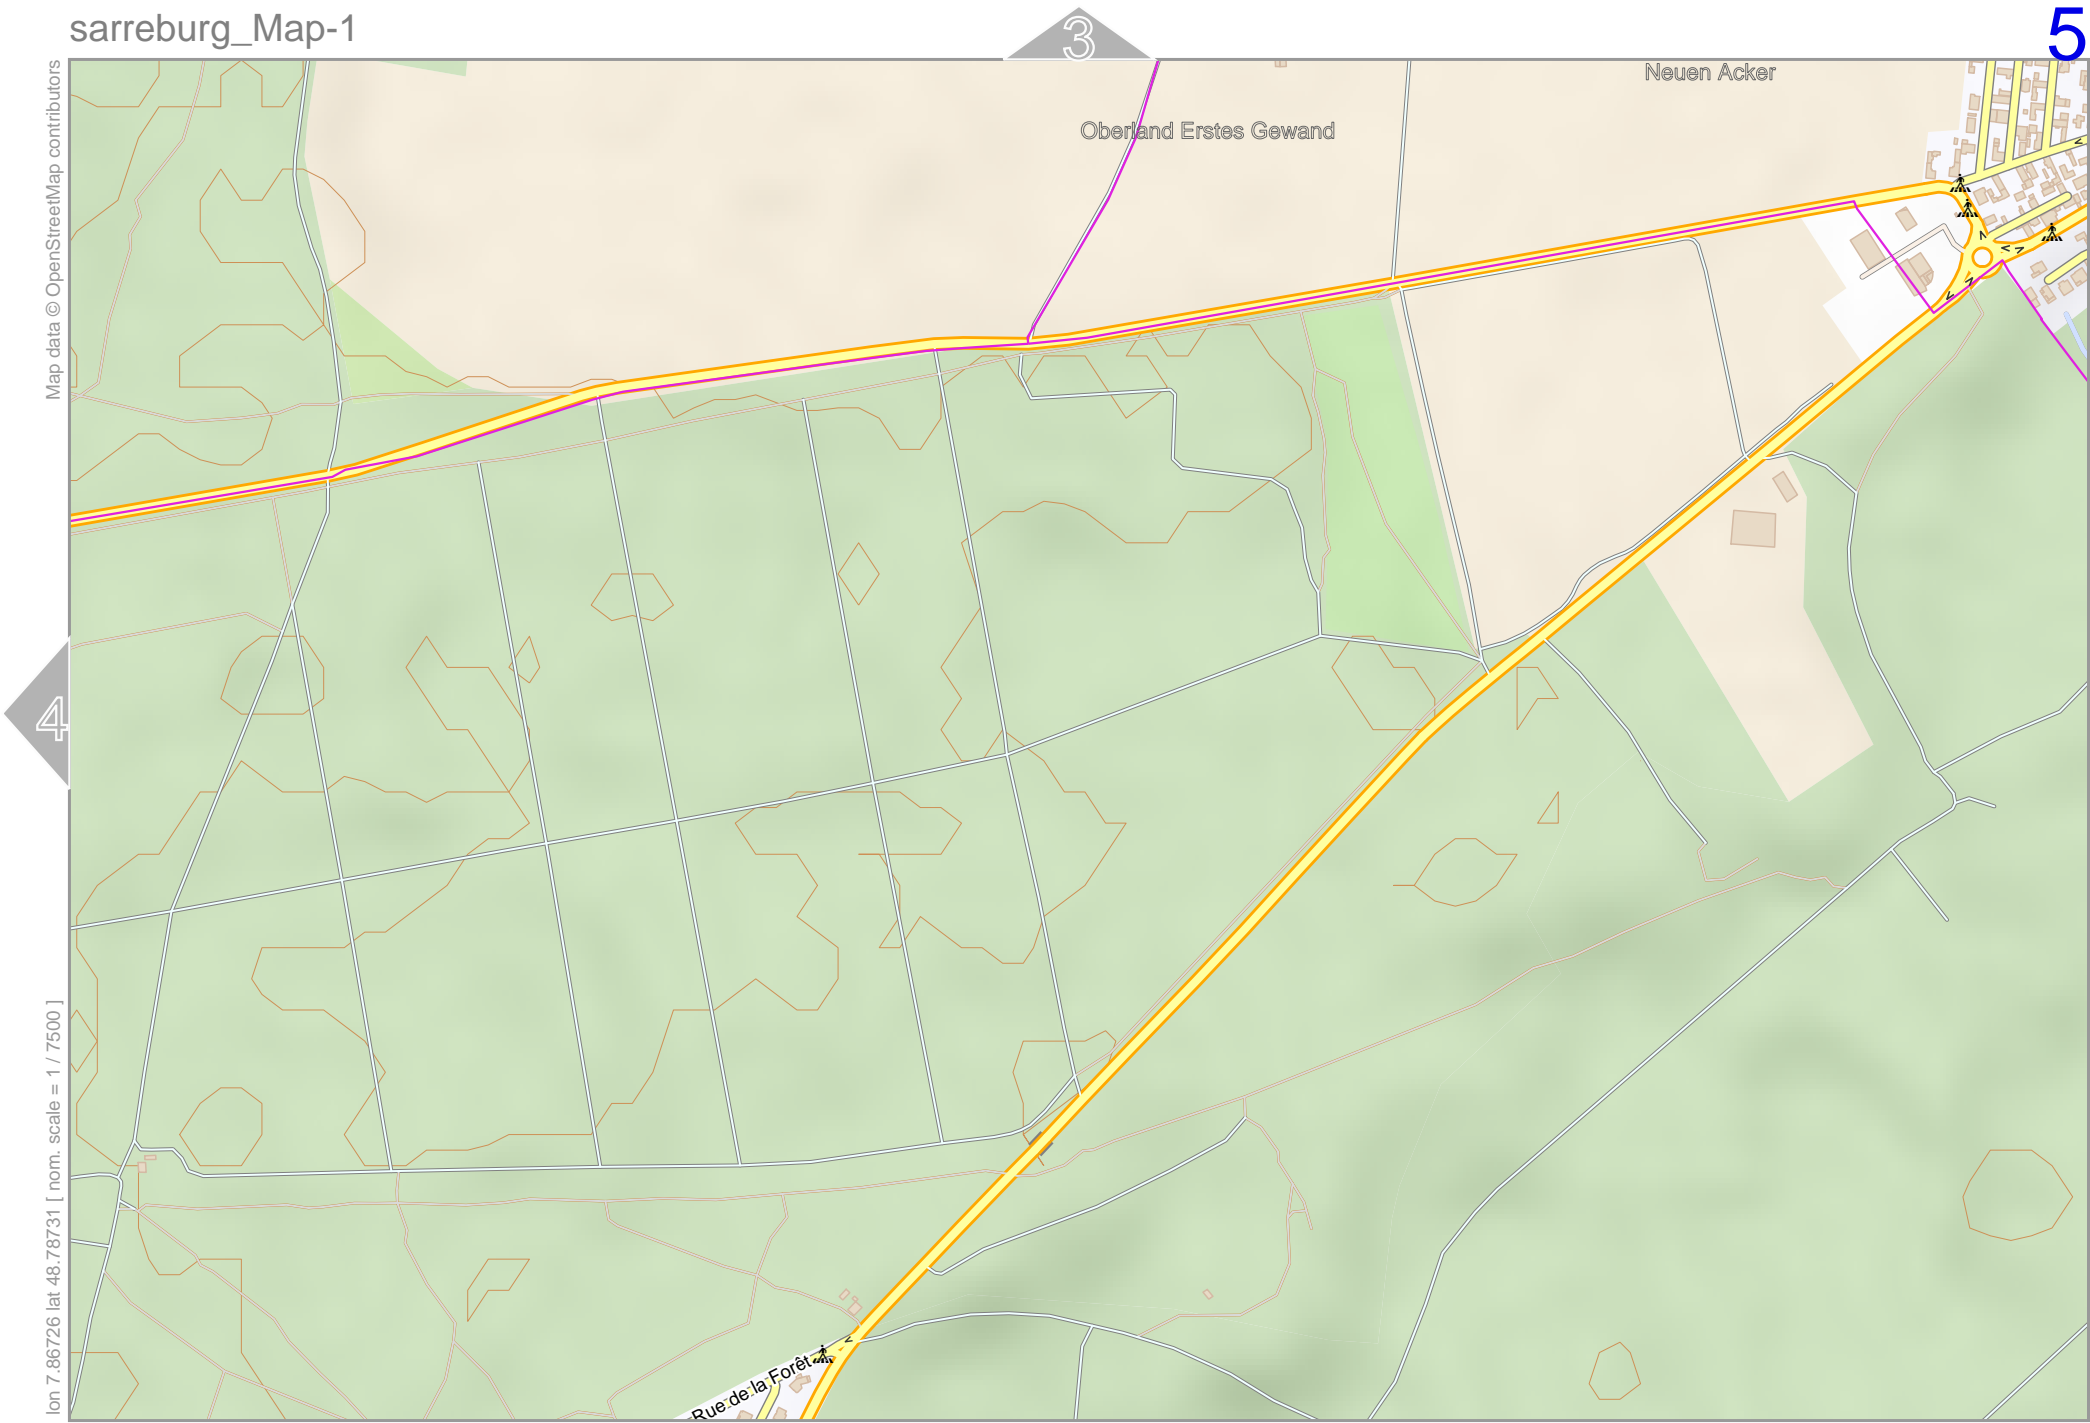 sarreburg_Map-1
3
5
Neuen Acker
Oberland Erstes Gewand
Map data © OpenStreetMap contributors
4
lon 7.86726 lat 48.78731 [ nom. scale = 1 / 7500 ]
Rue de la Forêt